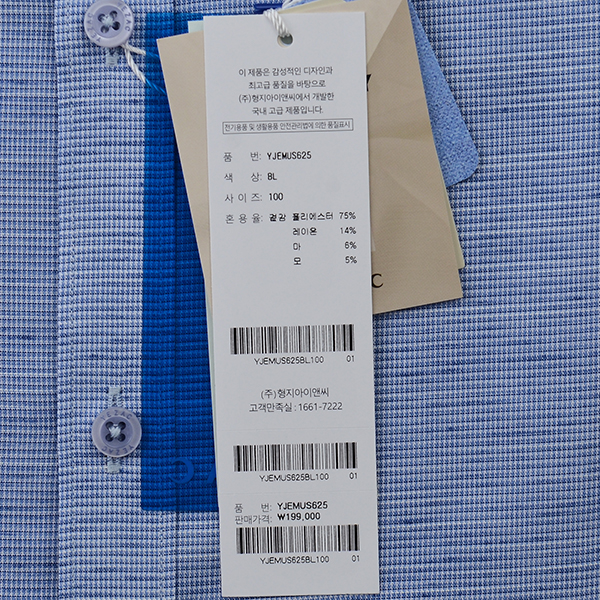 이 제품은 감성적인 디자인과
최고급 품질을 바탕으로
(주)형지아이앤씨에서 개발한
국내 고급 제품입니다.
전기용품 및 생활용품 안전관리법에 의한 품질표시
품 번: YJEMUS625
색 상: BL
사 이 즈: 100
혼 용 율: 겉감 폴리에스터 75%
레이온 14%
마 6%
모 5%
C
YJEMUS625BL100 01
(주)형지아이앤씨
고객만족실 : 1661-7222
YJEMUS625BL100 01
품 번: YJEMUS625
판매가격: ₩199,000
YJEMUS625BL100 01